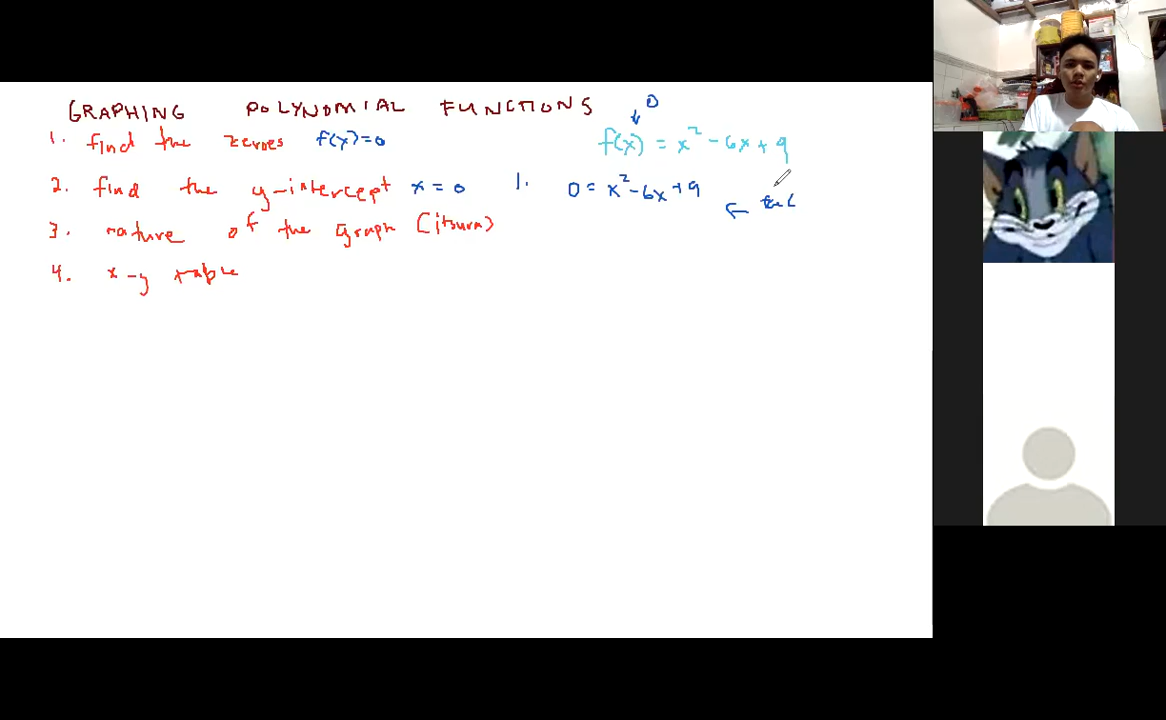 GRAPHING POLYNOMIAL FUNCTIONS
1. find the zeroes f(x)=0
2. find the y-intercept x = 0
3. nature of the graph (itsura)
4. x-y table
0
↓
f(x) = x² - 6x + 9
1. 0 = x² - 6x + 9
←